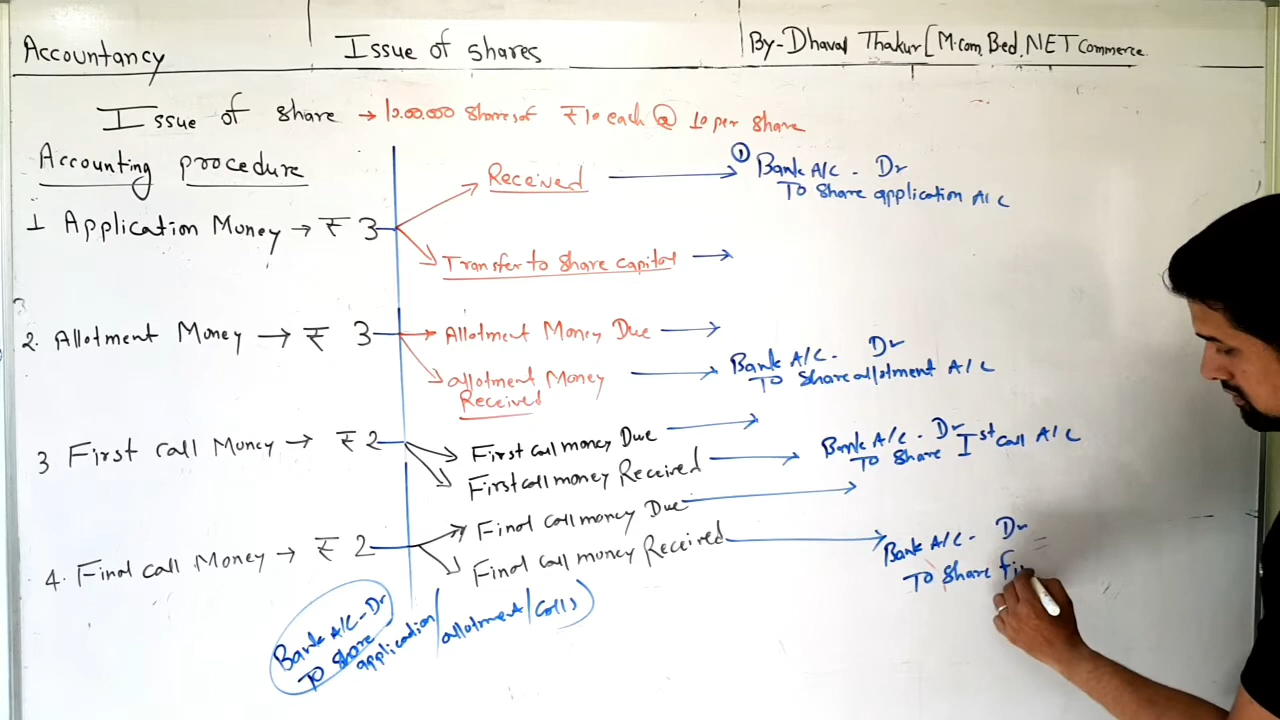 Accountancy Issue of shares By-Dhaval Thakur [M.com, Bed, NET Commerce.
Issue of share → 10,00,000 shares of ₹10 each @ 10 per share
Accounting procedure
1 Application Money → ₹ 3
Received → ① Bank A/C - Dr
To Share application A/C
Transfer to Share capital →
2. Allotment Money → ₹ 3
Allotment Money Due →
allotment Money Received → Bank A/C - Dr
To Share allotment A/C
3 First call Money → ₹ 2
First call money Due →
First call money Received → Bank A/C - Dr
To Share Ist call A/C
4. Final call Money → ₹ 2
Final call money Due →
Final call money Received → Bank A/C - Dr
To Share fi
Bank A/C - Dr
To Share application/allotment/calls)